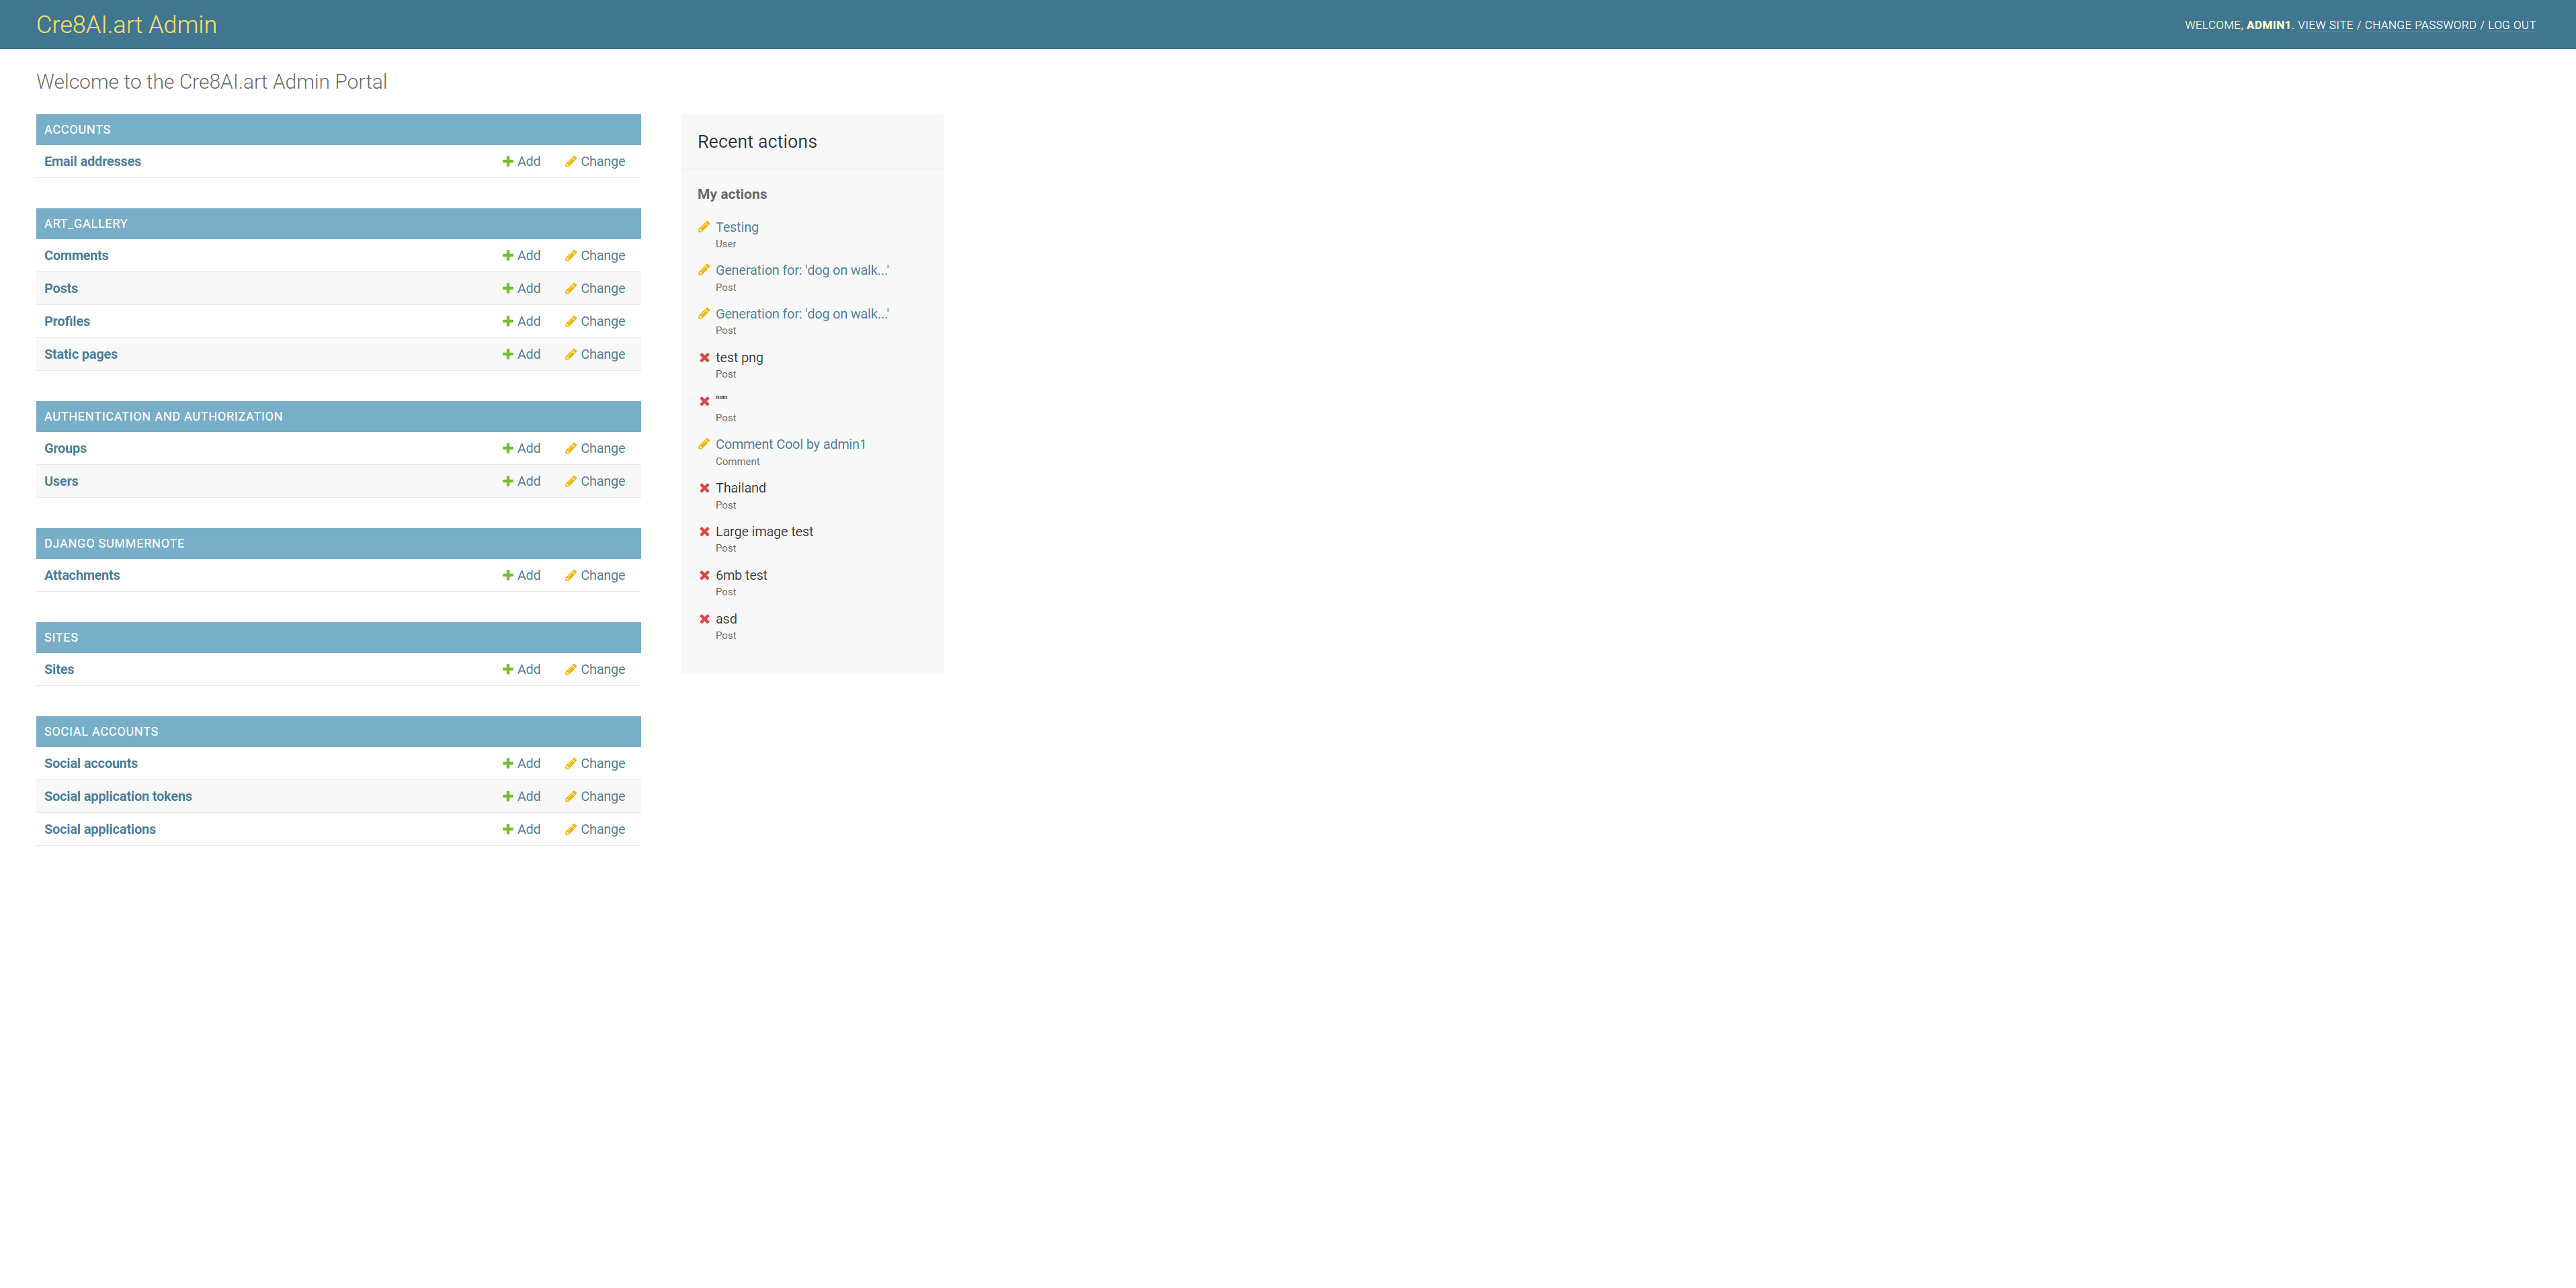 Cre8AI.art Admin
WELCOME, ADMIN1. VIEW SITE / CHANGE PASSWORD / LOG OUT
Welcome to the Cre8AI.art Admin Portal
ACCOUNTS
Email addresses Add Change
ART_GALLERY
Comments Add Change
Posts Add Change
Profiles Add Change
Static pages Add Change
AUTHENTICATION AND AUTHORIZATION
Groups Add Change
Users Add Change
DJANGO SUMMERNOTE
Attachments Add Change
SITES
Sites Add Change
SOCIAL ACCOUNTS
Social accounts Add Change
Social application tokens Add Change
Social applications Add Change
Recent actions
My actions
Testing
User
Generation for: 'dog on walk...'
Post
Generation for: 'dog on walk...'
Post
test png
Post
Post
Comment Cool by admin1
Comment
Thailand
Post
Large image test
Post
6mb test
Post
asd
Post